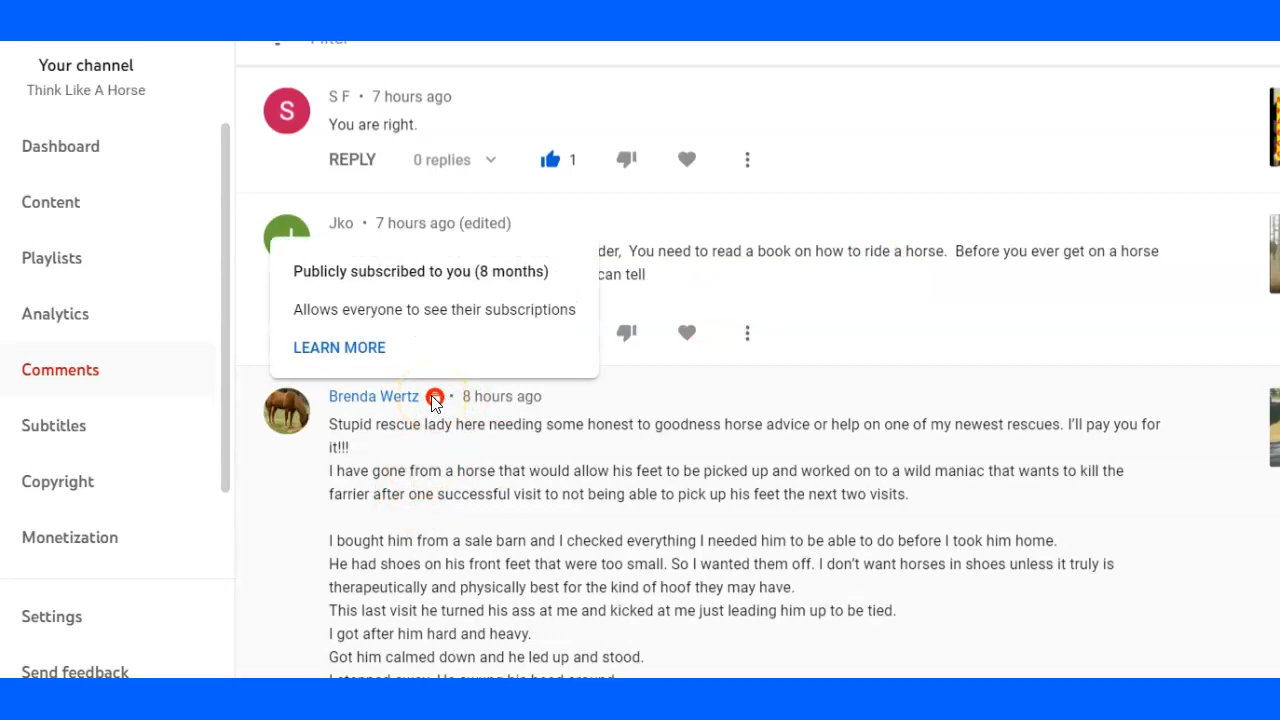 Filter
Your channel
Think Like A Horse
Dashboard
Content
Playlists
Analytics
Comments
Subtitles
Copyright
Monetization
Settings
Send feedback
S
S F • 7 hours ago
You are right.
REPLY 0 replies 1
Jko • 7 hours ago (edited)
der, You need to read a book on how to ride a horse. Before you ever get on a horse
can tell
Publicly subscribed to you (8 months)
Allows everyone to see their subscriptions
LEARN MORE
Brenda Wertz • 8 hours ago
Stupid rescue lady here needing some honest to goodness horse advice or help on one of my newest rescues. I'll pay you for
it!!!
I have gone from a horse that would allow his feet to be picked up and worked on to a wild maniac that wants to kill the
farrier after one successful visit to not being able to pick up his feet the next two visits.
I bought him from a sale barn and I checked everything I needed him to be able to do before I took him home.
He had shoes on his front feet that were too small. So I wanted them off. I don't want horses in shoes unless it truly is
therapeutically and physically best for the kind of hoof they may have.
This last visit he turned his ass at me and kicked at me just leading him up to be tied.
I got after him hard and heavy.
Got him calmed down and he led up and stood.